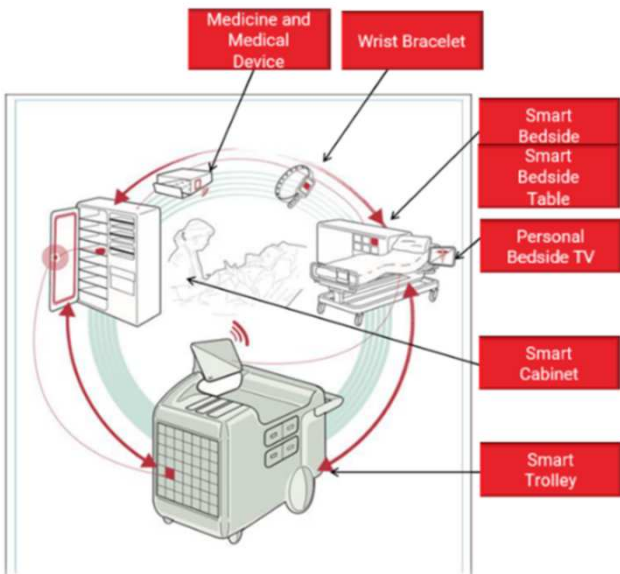 Medicine and
Medical
Device
Wrist Bracelet
Smart
Bedside
Smart
Bedside
Table
Personal
Bedside TV
Smart
Cabinet
Smart
Trolley